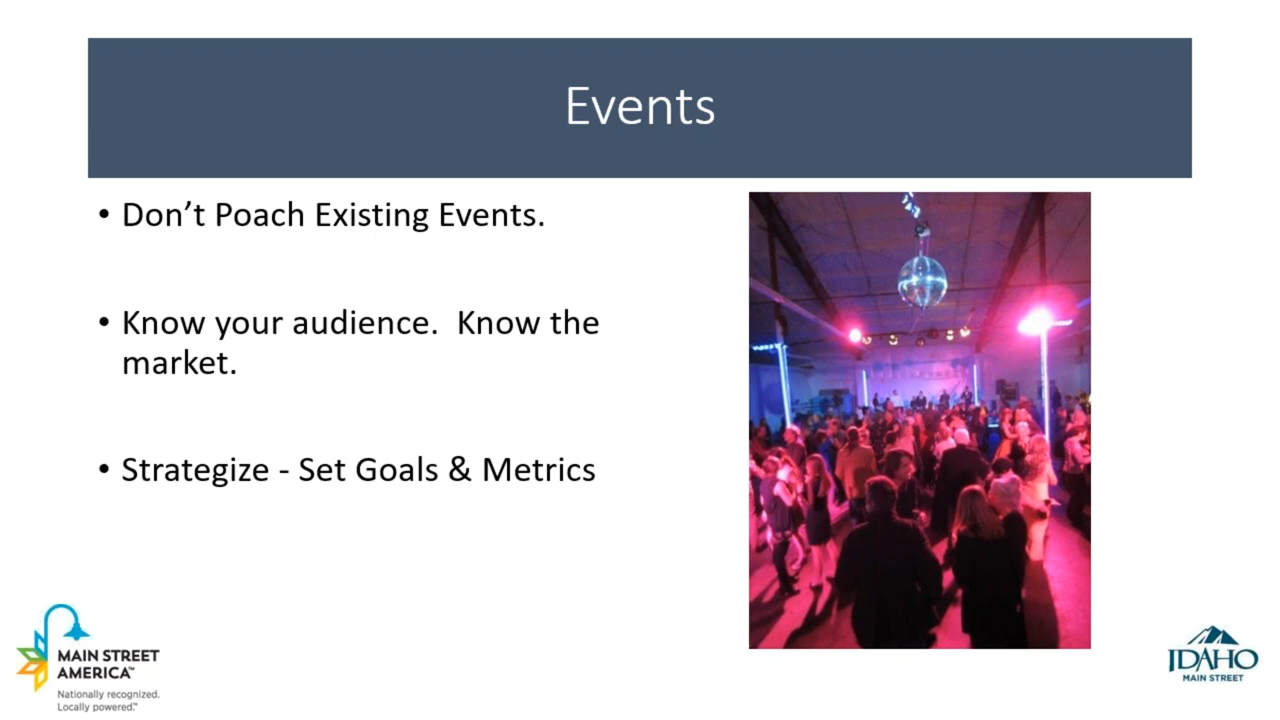 Events
• Don’t Poach Existing Events.
• Know your audience.  Know the
market.
• Strategize - Set Goals & Metrics
MAIN STREET
AMERICA™
Nationally recognized.
Locally powered.™
IDAHO
MAIN STREET